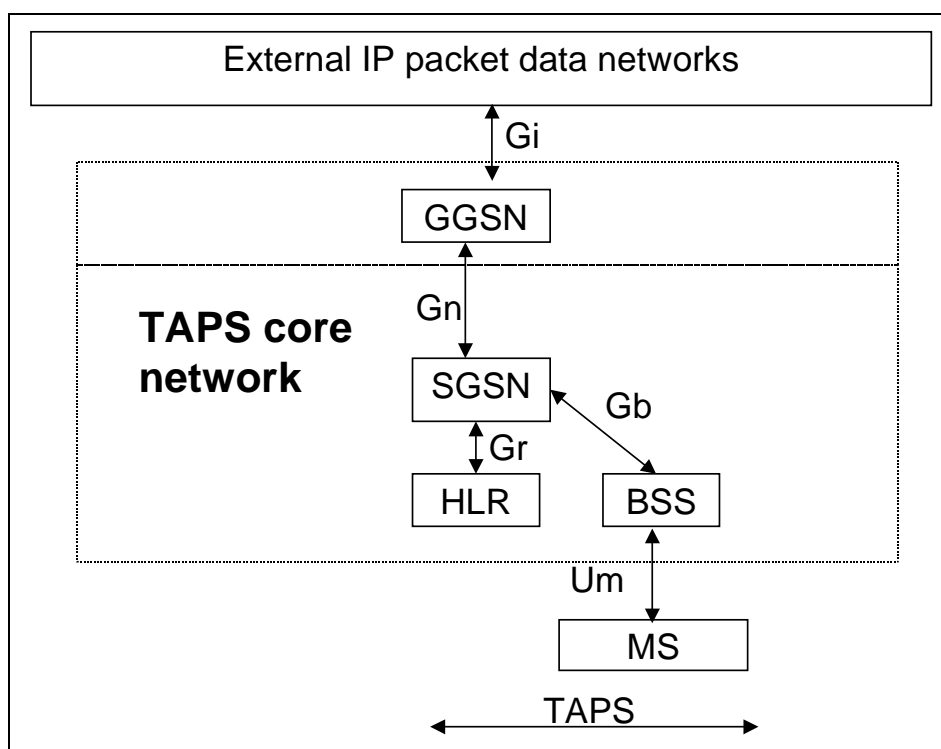 External IP packet data networks
Gi
GGSN
Gn
TAPS core
network
SGSN
Gb
Gr
HLR
BSS
Um
MS
TAPS